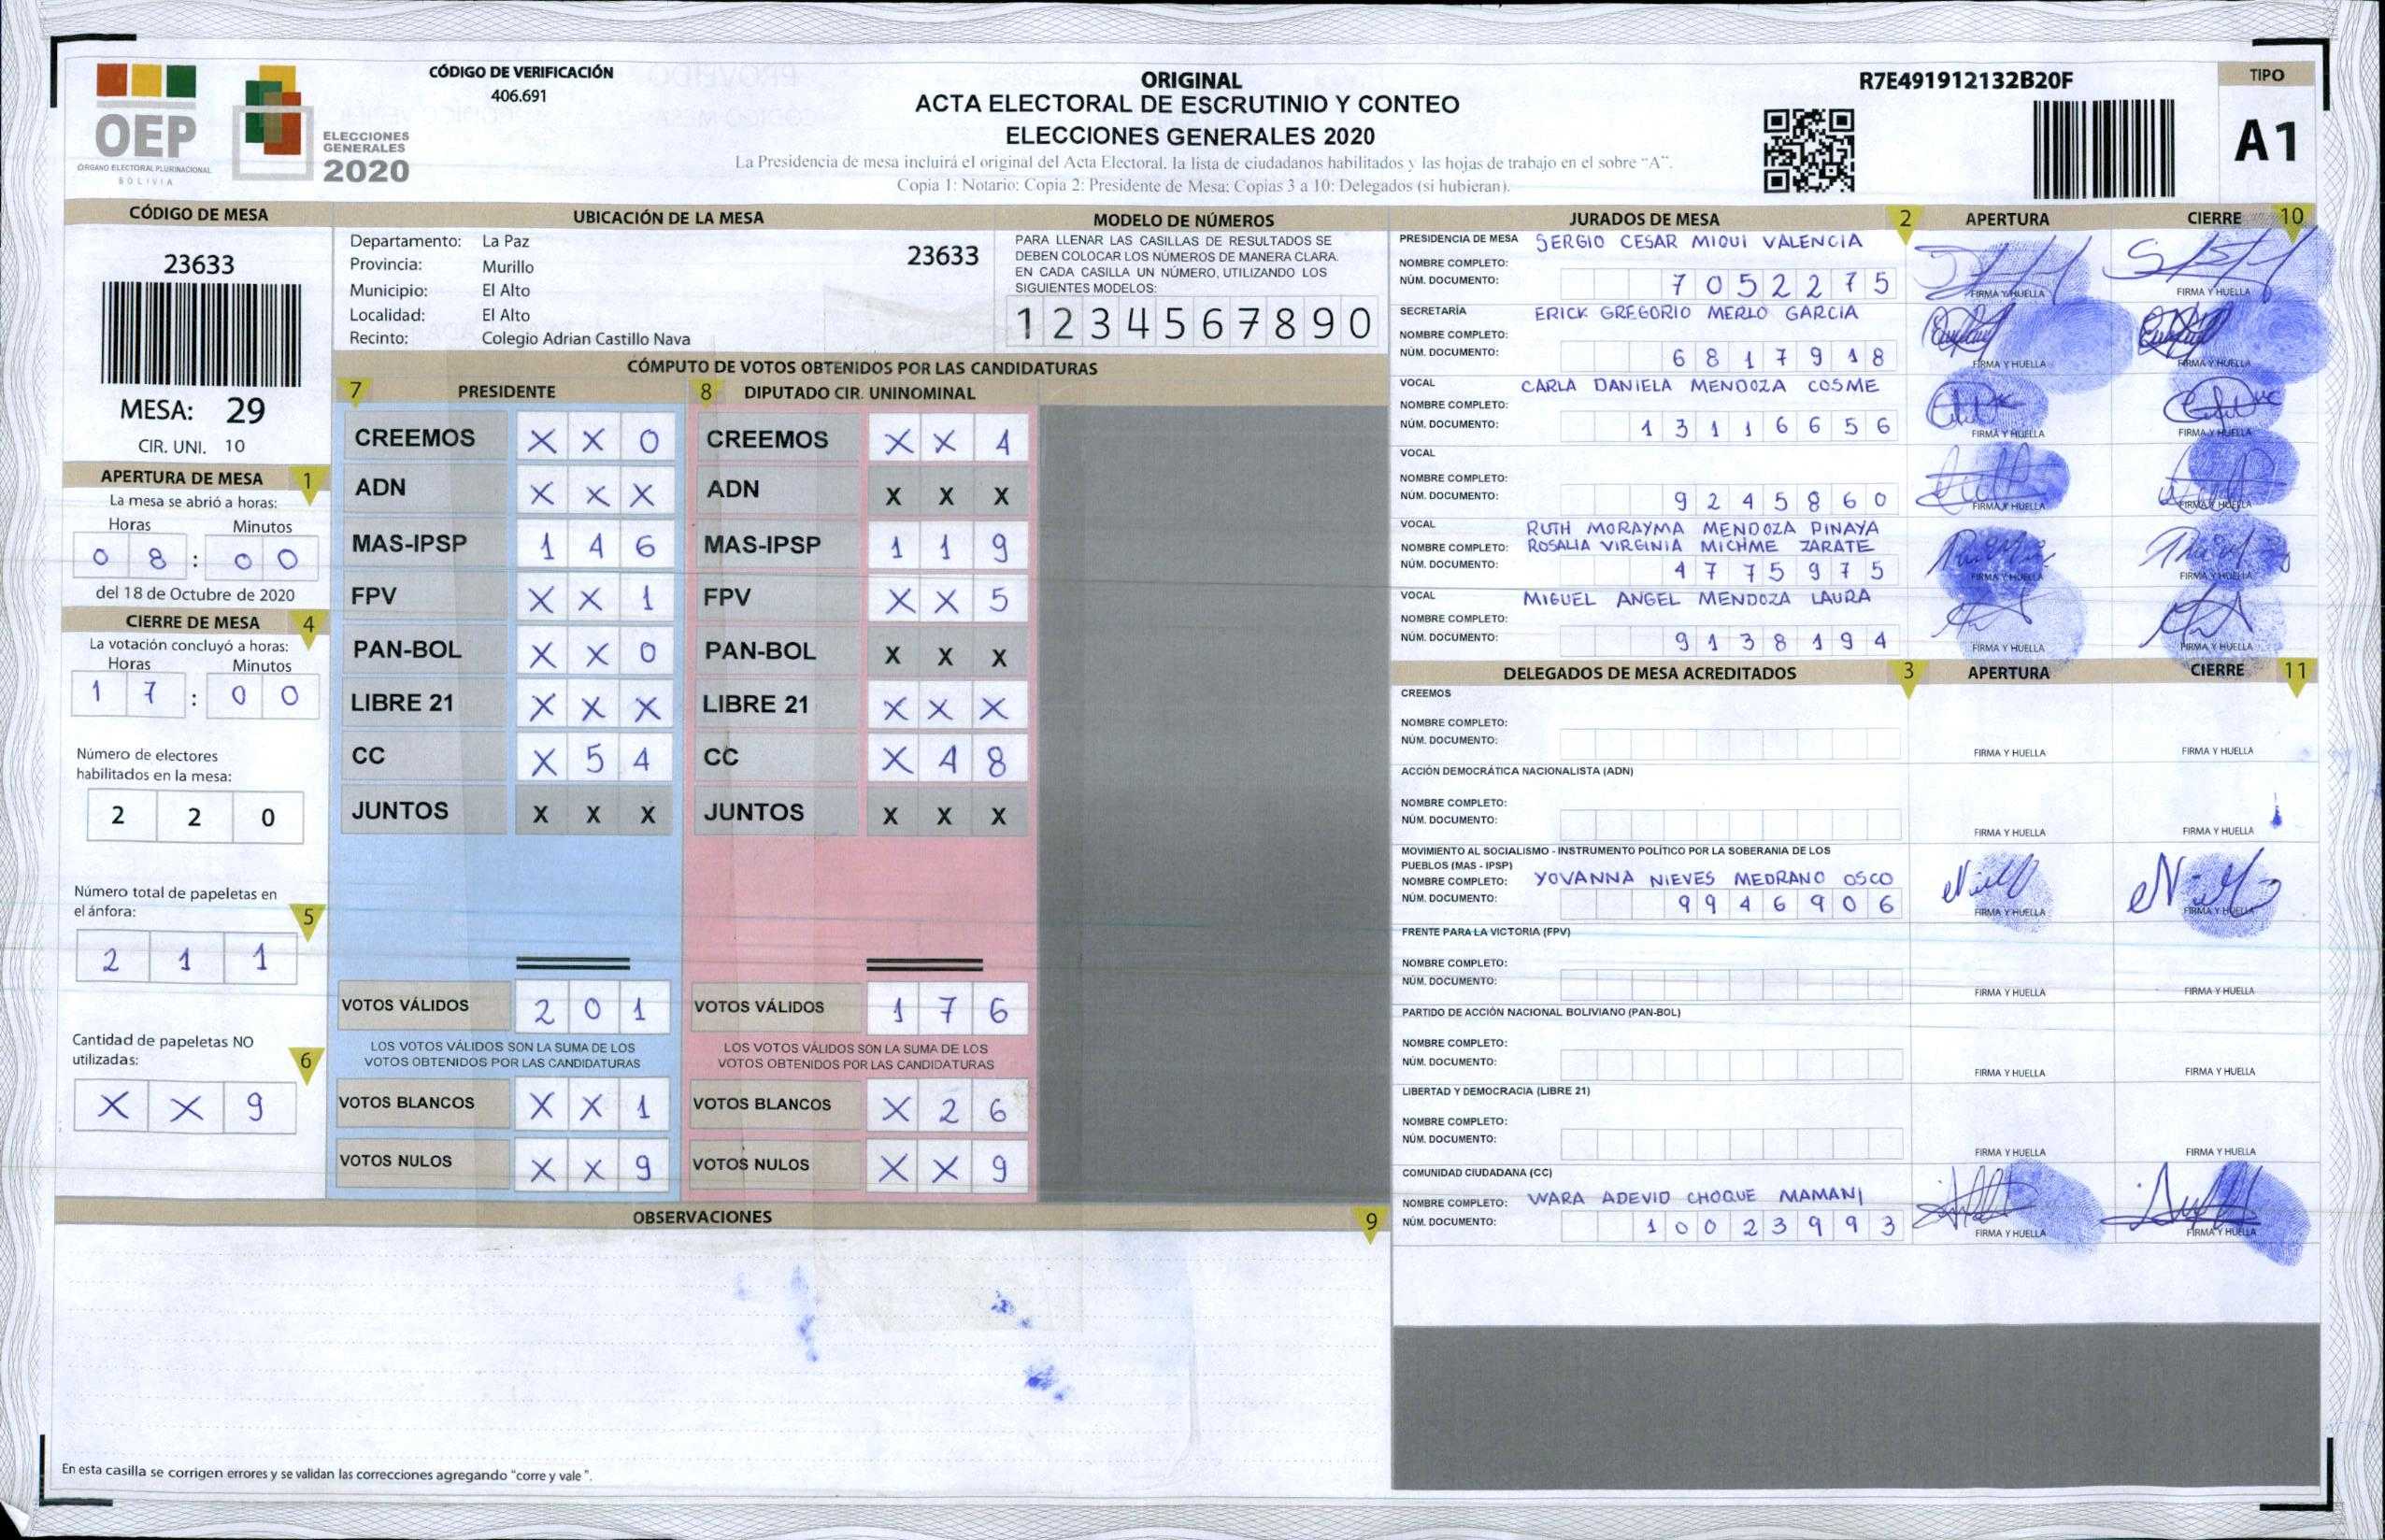 CÓDIGO DE VERIFICACIÓN
406.691
OEP
ÓRGANO ELECTORAL PLURINACIONAL
BOLIVIA
ELECCIONES
GENERALES
2020
ORIGINAL
ACTA ELECTORAL DE ESCRUTINIO Y CONTEO
ELECCIONES GENERALES 2020
La Presidencia de mesa incluirá el original del Acta Electoral, la lista de ciudadanos habilitados y las hojas de trabajo en el sobre "A".
Copia 1: Notario; Copia 2: Presidente de Mesa; Copias 3 a 10: Delegados (si hubieran).
R7E491912132B20F
TIPO
A1
CÓDIGO DE MESA
23633
MESA: 29
CIR. UNI. 10
APERTURA DE MESA 1
La mesa se abrió a horas:
Horas Minutos
0 8 : 0 0
del 18 de Octubre de 2020
CIERRE DE MESA 4
La votación concluyó a horas:
Horas Minutos
1 7 : 0 0
Número de electores
habilitados en la mesa:
2 2 0
Número total de papeletas en
el ánfora: 5
2 1 1
Cantidad de papeletas NO
utilizadas: 6
X X 9
UBICACIÓN DE LA MESA
Departamento: La Paz 23633
Provincia: Murillo
Municipio: El Alto
Localidad: El Alto
Recinto: Colegio Adrian Castillo Nava
MODELO DE NÚMEROS
PARA LLENAR LAS CASILLAS DE RESULTADOS SE
DEBEN COLOCAR LOS NÚMEROS DE MANERA CLARA.
EN CADA CASILLA UN NÚMERO, UTILIZANDO LOS
SIGUIENTES MODELOS:
1 2 3 4 5 6 7 8 9 0
CÓMPUTO DE VOTOS OBTENIDOS POR LAS CANDIDATURAS
7 PRESIDENTE 8 DIPUTADO CIR. UNINOMINAL
CREEMOS X X 0 CREEMOS X X 4
ADN X X X ADN X X X
MAS-IPSP 1 4 6 MAS-IPSP 1 1 9
FPV X X 1 FPV X X 5
PAN-BOL X X 0 PAN-BOL X X X
LIBRE 21 X X X LIBRE 21 X X X
CC X 5 4 CC X 4 8
JUNTOS X X X JUNTOS X X X
VOTOS VÁLIDOS 2 0 1 VOTOS VÁLIDOS 1 7 6
LOS VOTOS VÁLIDOS SON LA SUMA DE LOS LOS VOTOS VÁLIDOS SON LA SUMA DE LOS
VOTOS OBTENIDOS POR LAS CANDIDATURAS VOTOS OBTENIDOS POR LAS CANDIDATURAS
VOTOS BLANCOS X X 1 VOTOS BLANCOS X 2 6
VOTOS NULOS X X 9 VOTOS NULOS X X 9
OBSERVACIONES 9
En esta casilla se corrigen errores y se validan las correcciones agregando "corre y vale".
JURADOS DE MESA 2 APERTURA CIERRE 10
PRESIDENCIA DE MESA SERGIO CESAR MIQUI VALENCIA
NOMBRE COMPLETO:
NÚM. DOCUMENTO: 7 0 5 2 2 7 5 FIRMA Y HUELLA FIRMA Y HUELLA
SECRETARÍA ERICK GREGORIO MERLO GARCIA
NOMBRE COMPLETO:
NÚM. DOCUMENTO: 6 8 1 7 9 1 8 FIRMA Y HUELLA FIRMA Y HUELLA
VOCAL CARLA DANIELA MENDOZA COSME
NOMBRE COMPLETO:
NÚM. DOCUMENTO: 1 3 1 1 6 6 5 6 FIRMA Y HUELLA FIRMA Y HUELLA
VOCAL
NOMBRE COMPLETO:
NÚM. DOCUMENTO: 9 2 4 5 8 6 0 FIRMA Y HUELLA FIRMA Y HUELLA
VOCAL RUTH MORAYMA MENDOZA PINAYA
NOMBRE COMPLETO: ROSALIA VIRGINIA MICHME ZARATE
NÚM. DOCUMENTO: 4 7 7 5 9 7 5 FIRMA Y HUELLA FIRMA Y HUELLA
VOCAL MIGUEL ANGEL MENDOZA LAURA
NOMBRE COMPLETO:
NÚM. DOCUMENTO: 9 1 3 8 1 9 4 FIRMA Y HUELLA FIRMA Y HUELLA
DELEGADOS DE MESA ACREDITADOS 3 APERTURA CIERRE 11
CREEMOS
NOMBRE COMPLETO:
NÚM. DOCUMENTO: FIRMA Y HUELLA FIRMA Y HUELLA
ACCIÓN DEMOCRÁTICA NACIONALISTA (ADN)
NOMBRE COMPLETO:
NÚM. DOCUMENTO: FIRMA Y HUELLA FIRMA Y HUELLA
MOVIMIENTO AL SOCIALISMO - INSTRUMENTO POLÍTICO POR LA SOBERANIA DE LOS
PUEBLOS (MAS - IPSP)
NOMBRE COMPLETO: YOVANNA NIEVES MEDRANO OSCO
NÚM. DOCUMENTO: 9 9 4 6 9 0 6 FIRMA Y HUELLA FIRMA Y HUELLA
FRENTE PARA LA VICTORIA (FPV)
NOMBRE COMPLETO:
NÚM. DOCUMENTO: FIRMA Y HUELLA FIRMA Y HUELLA
PARTIDO DE ACCIÓN NACIONAL BOLIVIANO (PAN-BOL)
NOMBRE COMPLETO:
NÚM. DOCUMENTO: FIRMA Y HUELLA FIRMA Y HUELLA
LIBERTAD Y DEMOCRACIA (LIBRE 21)
NOMBRE COMPLETO:
NÚM. DOCUMENTO: FIRMA Y HUELLA FIRMA Y HUELLA
COMUNIDAD CIUDADANA (CC)
NOMBRE COMPLETO: WARA ADEVID CHOQUE MAMANI
NÚM. DOCUMENTO: 1 0 0 2 3 9 9 3 FIRMA Y HUELLA FIRMA Y HUELLA